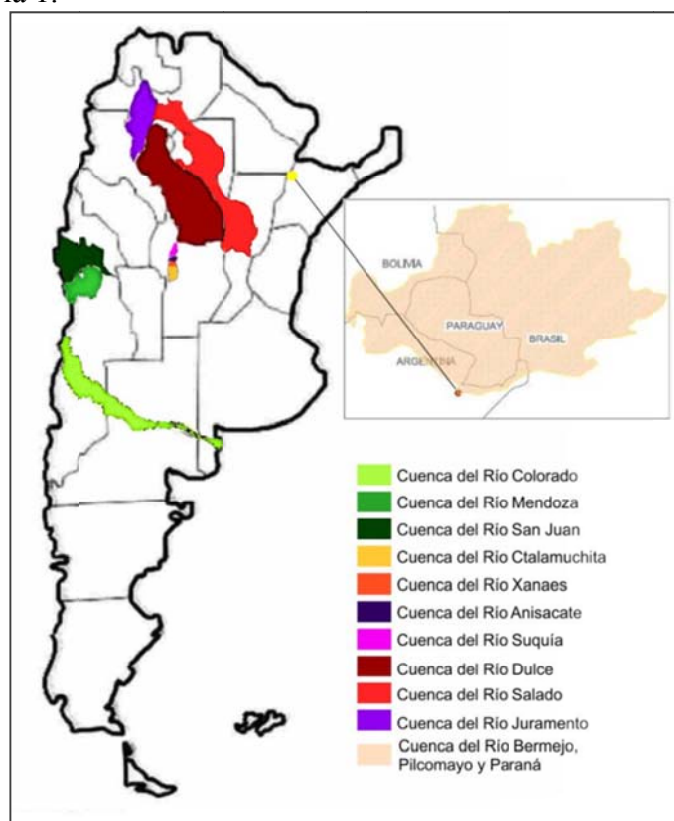 BOLIVIA
PARAGUAY
BRASIL
ARGENTINA
Cuenca del Río Colorado
Cuenca del Río Mendoza
Cuenca del Río San Juan
Cuenca del Río Ctalamuchita
Cuenca del Río Xanaes
Cuenca del Río Anisacate
Cuenca del Río Suquía
Cuenca del Río Dulce
Cuenca del Río Salado
Cuenca del Río Juramento
Cuenca del Río Bermejo,
Pilcomayo y Paraná